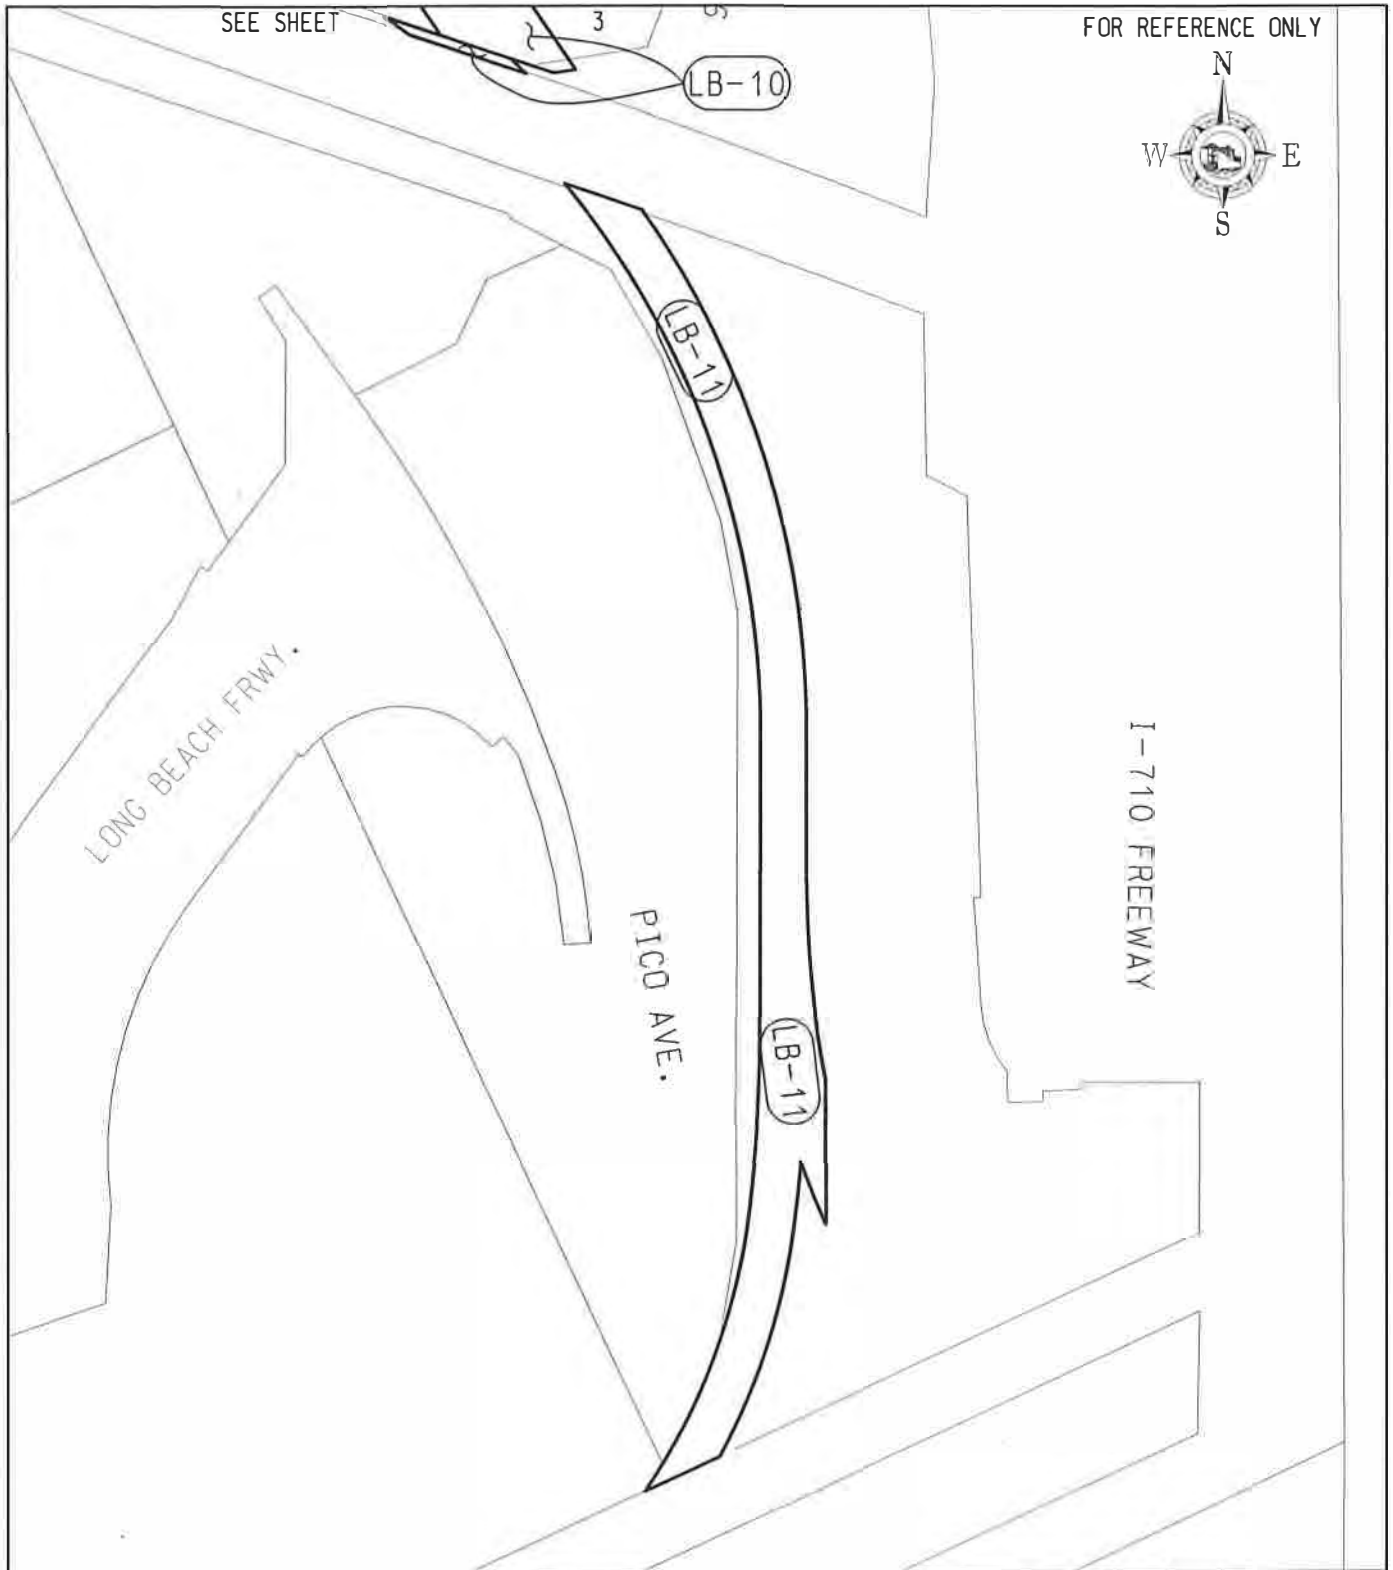 SEE SHEET
3
9
FOR REFERENCE ONLY
LB-10
N
W E
S
LB-11
LONG BEACH FRWY.
I-710 FREEWAY
PICO AVE.
LB-11